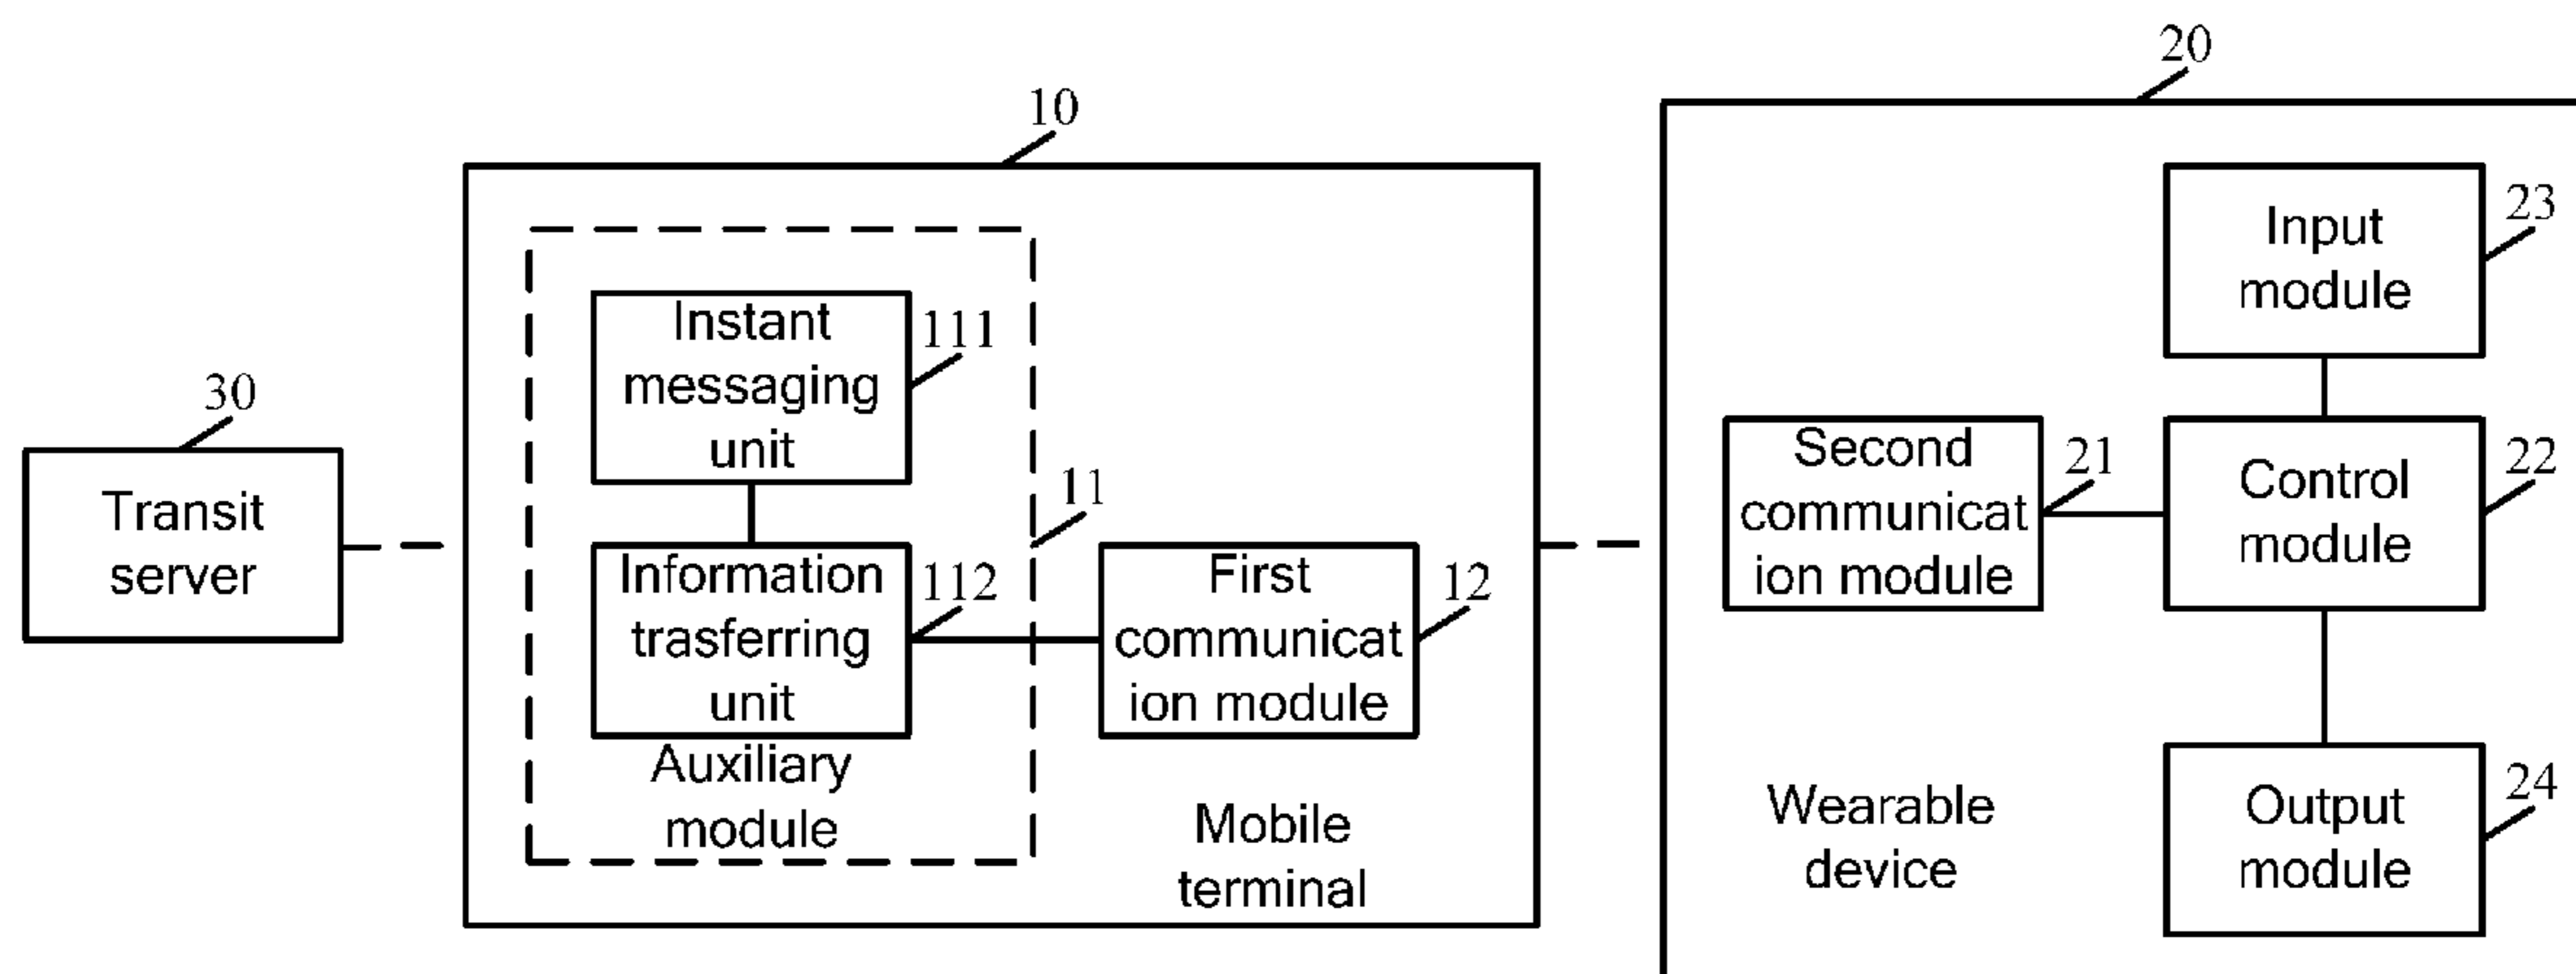 30
Transit
server
10
Instant
messaging
unit
111
Information
trasferring
unit
112
Auxiliary
module
11
First
communicat
ion module
12
Mobile
terminal
20
Second
communicat
ion module
21
Input
module
23
Control
module
22
Output
module
24
Wearable
device